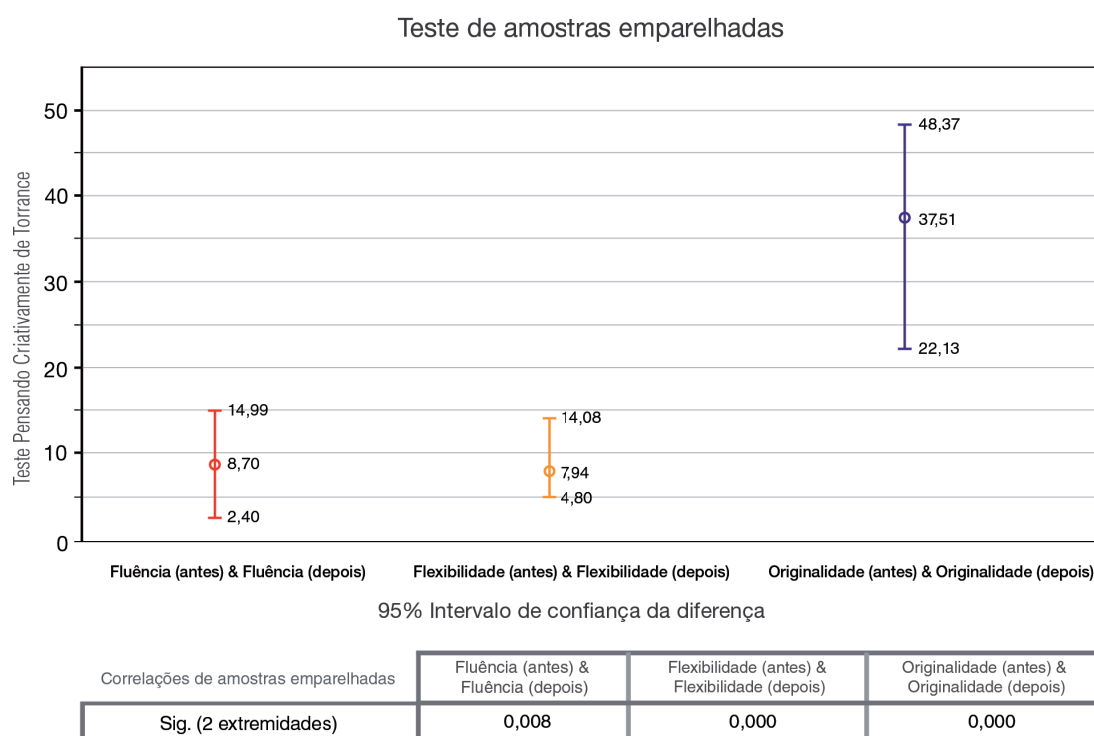 Teste de amostras emparelhadas
Teste Pensando Criativamente de Torrance
50
40
30
20
10
0
14,99
8,70
2,40
14,08
7,94
4,80
48,37
37,51
22,13
Fluência (antes) & Fluência (depois)
Flexibilidade (antes) & Flexibilidade (depois)
Originalidade (antes) & Originalidade (depois)
95% Intervalo de confiança da diferença
Correlações de amostras emparelhadas
Fluência (antes) &
Fluência (depois)
Flexibilidade (antes) &
Flexibilidade (depois)
Originalidade (antes) &
Originalidade (depois)
Sig. (2 extremidades)
0,008
0,000
0,000